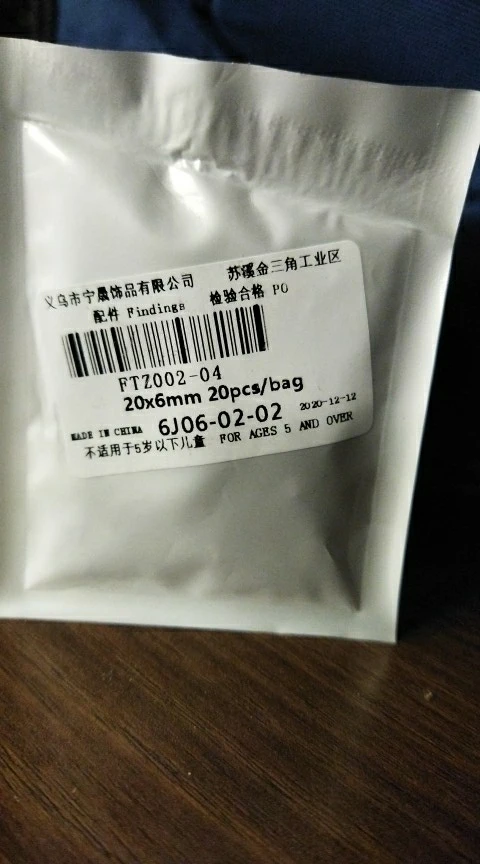 义乌市宁晟饰品有限公司 苏溪金三角工业区
配件 Findings 检验合格 PO
FTZ002-04
20x6mm 20pcs/bag
MADE IN CHINA 6J06-02-02 2020-12-12
不适用于5岁以下儿童 FOR AGES 5 AND OVER